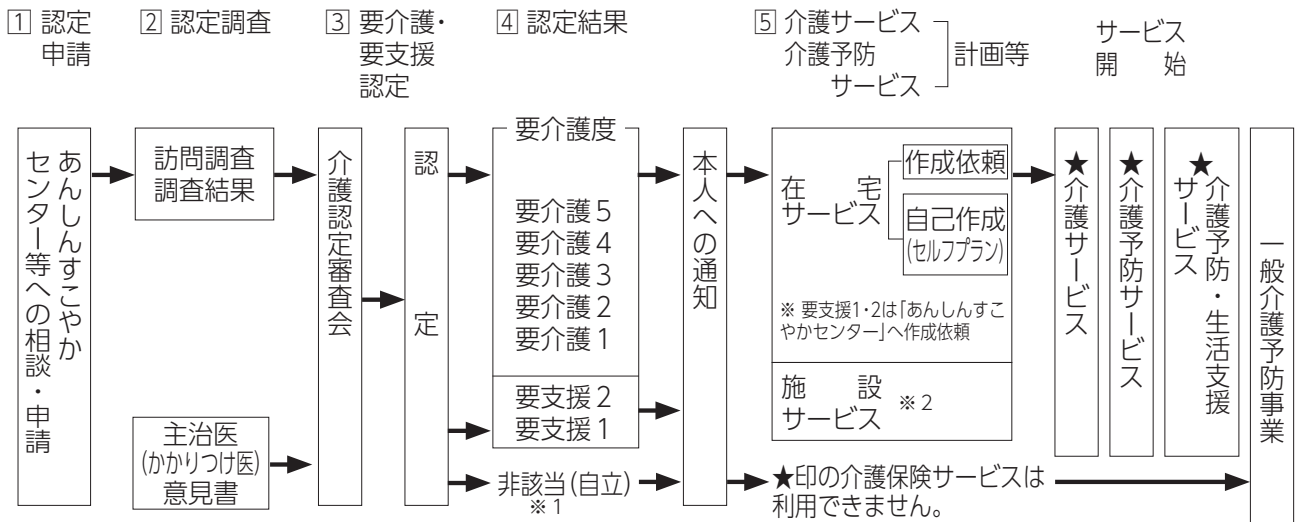 1 認定
申請
2 認定調査
3 要介護・
要支援
認定
4 認定結果
5 介護サービス
介護予防
サービス
計画等
サービス
開　始
あんしんすこやか
センター等への相談・申請
訪問調査
調査結果
主治医
(かかりつけ医)
意見書
介護認定審査会
認定
要介護度
要介護5
要介護4
要介護3
要介護2
要介護1
要支援2
要支援1
非該当(自立)
※1
本人への通知
在　宅
サービス
作成依頼
自己作成
(セルフプラン)
※ 要支援1・2は「あんしんすこ
やかセンター」へ作成依頼
施　設
サービス
※2
★印の介護保険サービスは
利用できません。
★介護サービス
★介護予防サービス
★介護予防・生活支援
サービス
一般介護予防事業